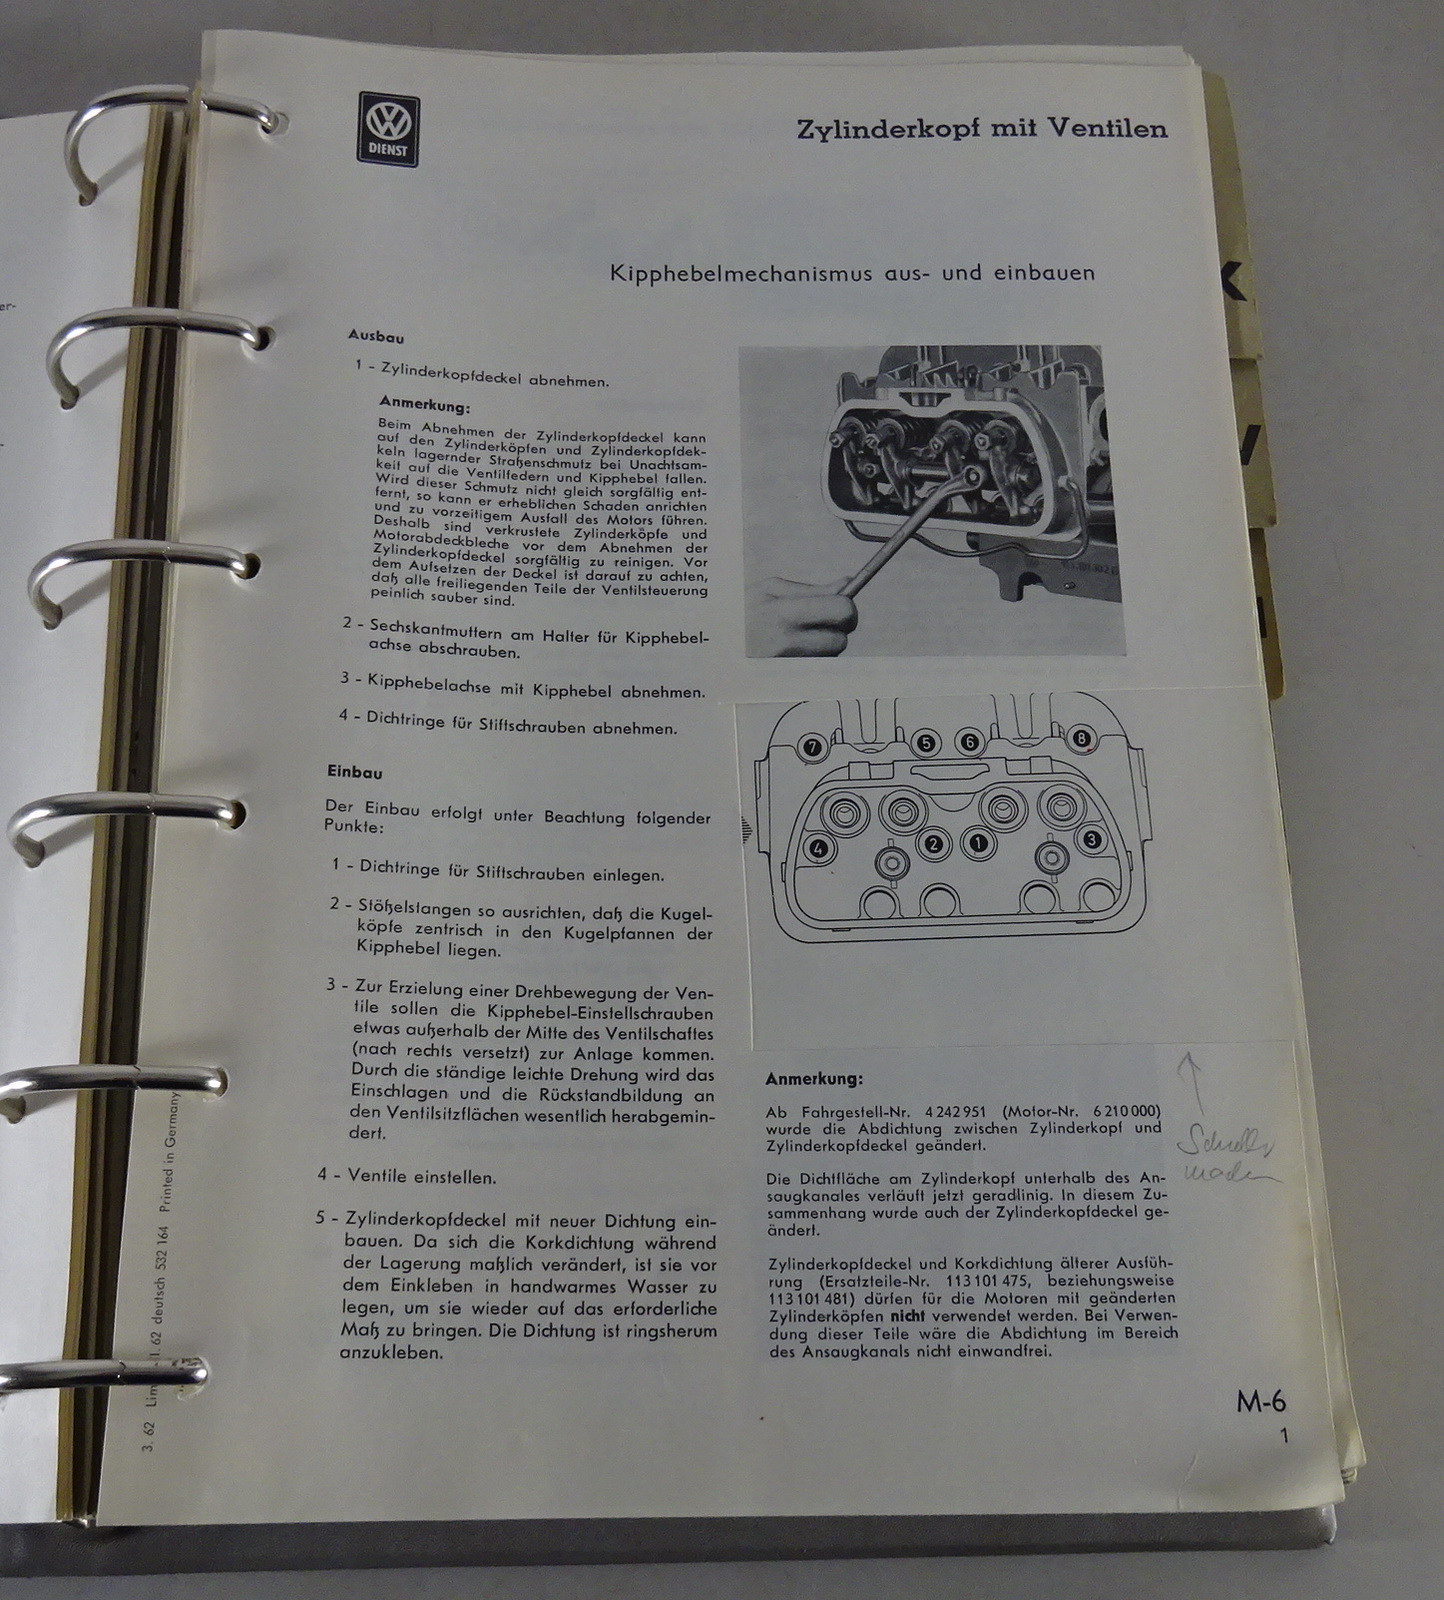 er-
DIENST
Zylinderkopf mit Ventilen
Kipphebelmechanismus aus- und einbauen
Ausbau
1 - Zylinderkopfdeckel abnehmen.
Anmerkung:
Beim Abnehmen der Zylinderkopfdeckel kann
auf den Zylinderköpfen und Zylinderkopfdek-
keln lagernder Straßenschmutz bei Unachtsam-
keit auf die Ventilfedern und Kipphebel fallen.
Wird dieser Schmutz nicht gleich sorgfältig ent-
fernt, so kann er erheblichen Schaden anrichten
und zu vorzeitigem Ausfall des Motors führen.
Deshalb sind verkrustete Zylinderköpfe und
Motorabdeckbleche vor dem Abnehmen der
Zylinderkopfdeckel sorgfältig zu reinigen. Vor
dem Aufsetzen der Deckel ist darauf zu achten,
daß alle freiliegenden Teile der Ventilsteuerung
peinlich sauber sind.
2 - Sechskantmuttern am Halter für Kipphebel-
achse abschrauben.
3 - Kipphebelachse mit Kipphebel abnehmen.
4 - Dichtringe für Stiftschrauben abnehmen.
Einbau
Der Einbau erfolgt unter Beachtung folgender
Punkte:
1 - Dichtringe für Stiftschrauben einlegen.
2 - Stößelstangen so ausrichten, daß die Kugel-
köpfe zentrisch in den Kugelpfannen der
Kipphebel liegen.
3 - Zur Erzielung einer Drehbewegung der Ven-
tile sollen die Kipphebel-Einstellschrauben
etwas außerhalb der Mitte des Ventilschaftes
(nach rechts versetzt) zur Anlage kommen.
Durch die ständige leichte Drehung wird das
Einschlagen und die Rückstandbildung an
den Ventilsitzflächen wesentlich herabgemin-
dert.
4 - Ventile einstellen.
5 - Zylinderkopfdeckel mit neuer Dichtung ein-
bauen. Da sich die Korkdichtung während
der Lagerung maßlich verändert, ist sie vor
dem Einkleben in handwarmes Wasser zu
legen, um sie wieder auf das erforderliche
Maß zu bringen. Die Dichtung ist ringsherum
anzukleben.
7 5 6 8
4 2 1 3
Anmerkung:
Ab Fahrgestell-Nr. 4 242 951 (Motor-Nr. 6 210 000)
wurde die Abdichtung zwischen Zylinderkopf und
Zylinderkopfdeckel geändert.
Die Dichtfläche am Zylinderkopf unterhalb des An-
saugkanales verläuft jetzt geradlinig. In diesem Zu-
sammenhang wurde auch der Zylinderkopfdeckel ge-
ändert.
Zylinderkopfdeckel und Korkdichtung älterer Ausfüh-
rung (Ersatzteile-Nr. 113 101 475, beziehungsweise
113 101 481) dürfen für die Motoren mit geänderten
Zylinderköpfen nicht verwendet werden. Bei Verwen-
dung dieser Teile wäre die Abdichtung im Bereich
des Ansaugkanals nicht einwandfrei.
M-6
1
3. 62 Lim 1. 62 deutsch 532 164 Printed in Germany
K
V